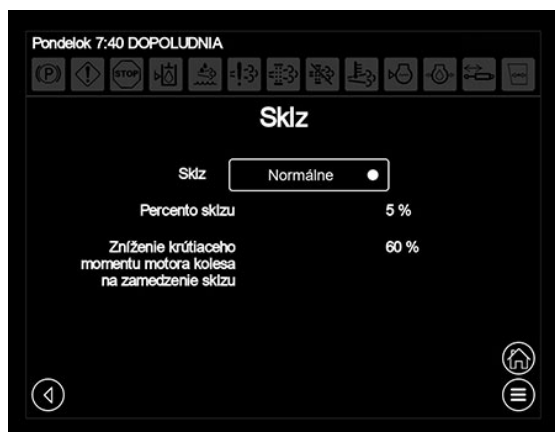 Pondelok 7:40 DOPOLUDNIA
STOP
Sklz
Sklz Normálne
Percento sklzu 5 %
Zníženie krútiaceho 60 %
momentu motora kolesa
na zamedzenie sklzu